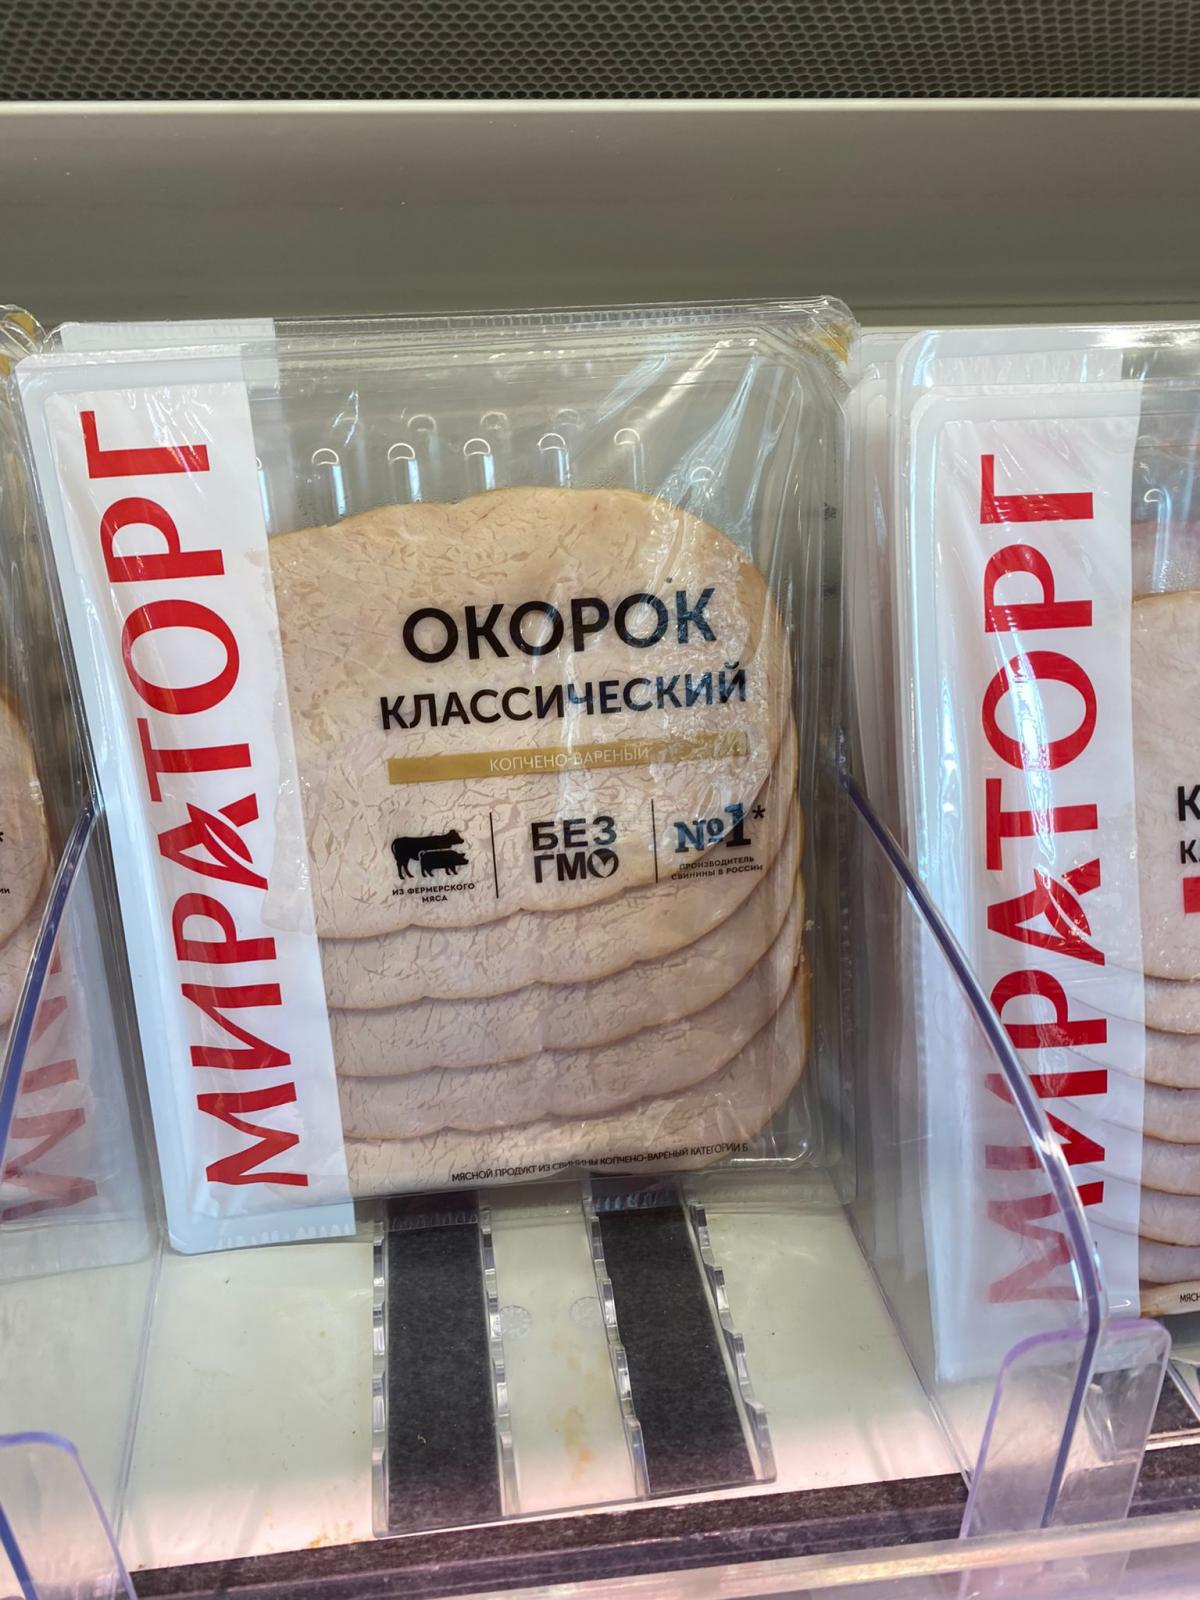 МИРАТОРГ
ОКОРОК
КЛАССИЧЕСКИЙ
КОПЧЕНО-ВАРЕНЫЙ
ИЗ ФЕРМЕРСКОГО
МЯСА
БЕЗ
ГМО
№1*
ПРОИЗВОДИТЕЛЬ
СВИНИНЫ В РОССИИ
МЯСНОЙ ПРОДУКТ ИЗ СВИНИНЫ КОПЧЕНО-ВАРЕНЫЙ КАТЕГОРИИ Б
МИРАТОРГ